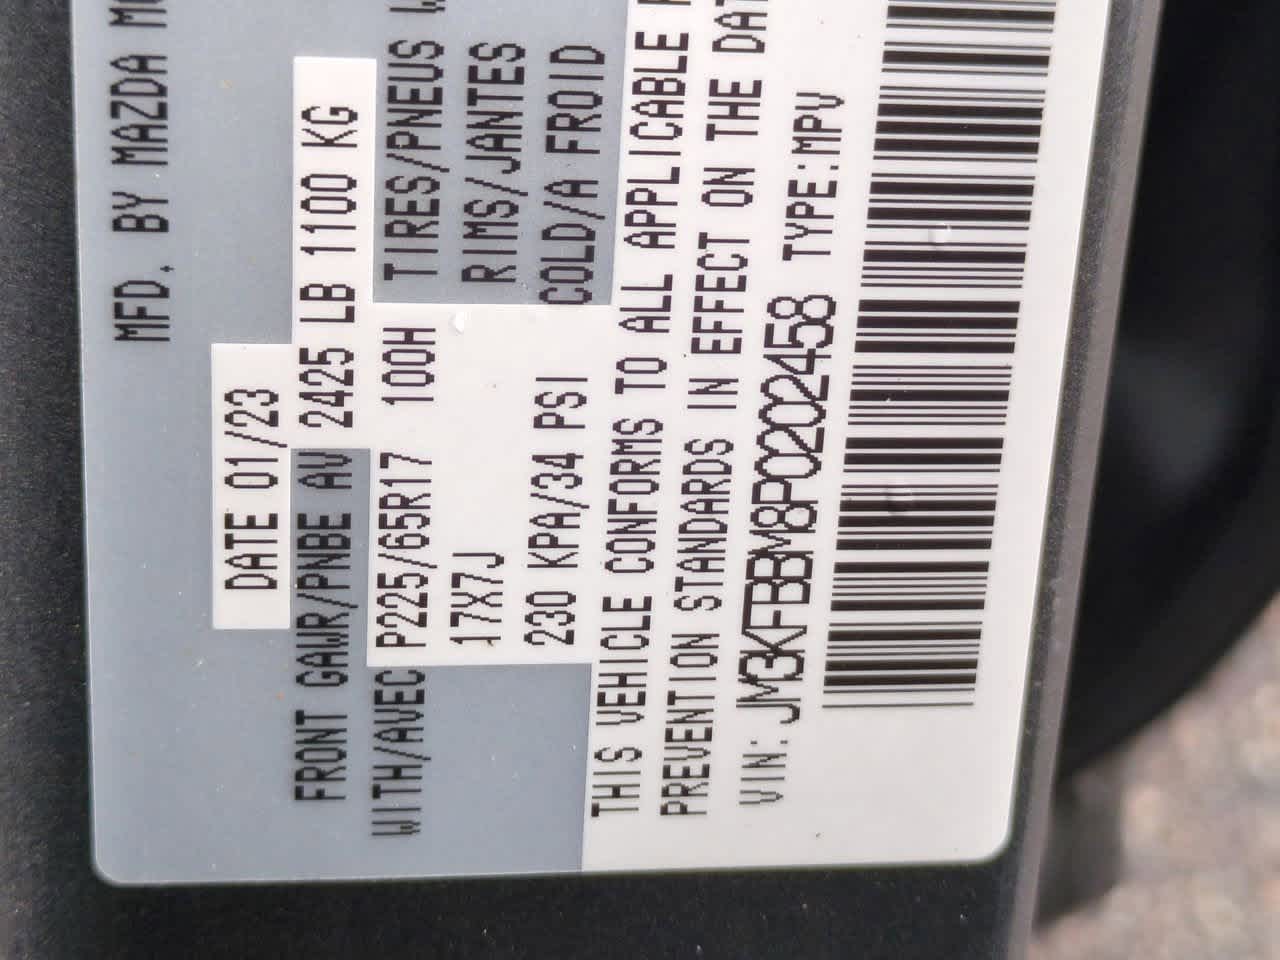 MFD. BY MAZDA MO
DATE 01/23
FRONT GAWR/PNBE AV 2425 LB 1100 KG
WITH/AVEC P225/65R17 100H TIRES/PNEUS
17X7J RIMS/JANTES
230 KPA/34 PSI COLD/A FROID
THIS VEHICLE CONFORMS TO ALL APPLICABLE
PREVENTION STANDARDS IN EFFECT ON THE DAT
VIN: JM3KFBBM8P0202458 TYPE:MPV